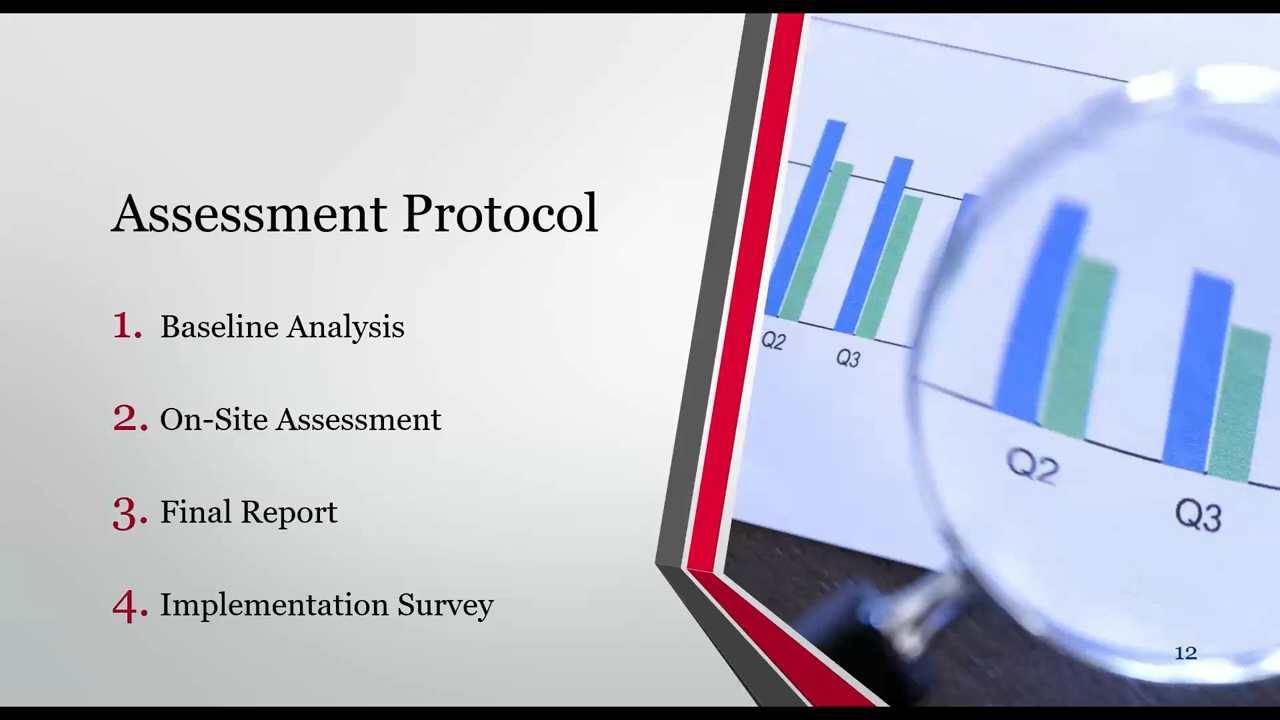 Assessment Protocol
1. Baseline Analysis
2. On-Site Assessment
3. Final Report
4. Implementation Survey
Q2
Q3
Q2
Q3
12